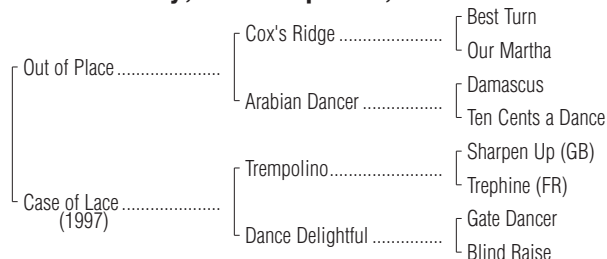 Best Turn
Cox's Ridge ....................
Our Martha
Out of Place ....................
Damascus
Arabian Dancer ................
Ten Cents a Dance
Sharpen Up (GB)
Trempolino......................
Trephine (FR)
Case of Lace ...................
(1997)
Gate Dancer
Dance Delightful ..............
Blind Raise